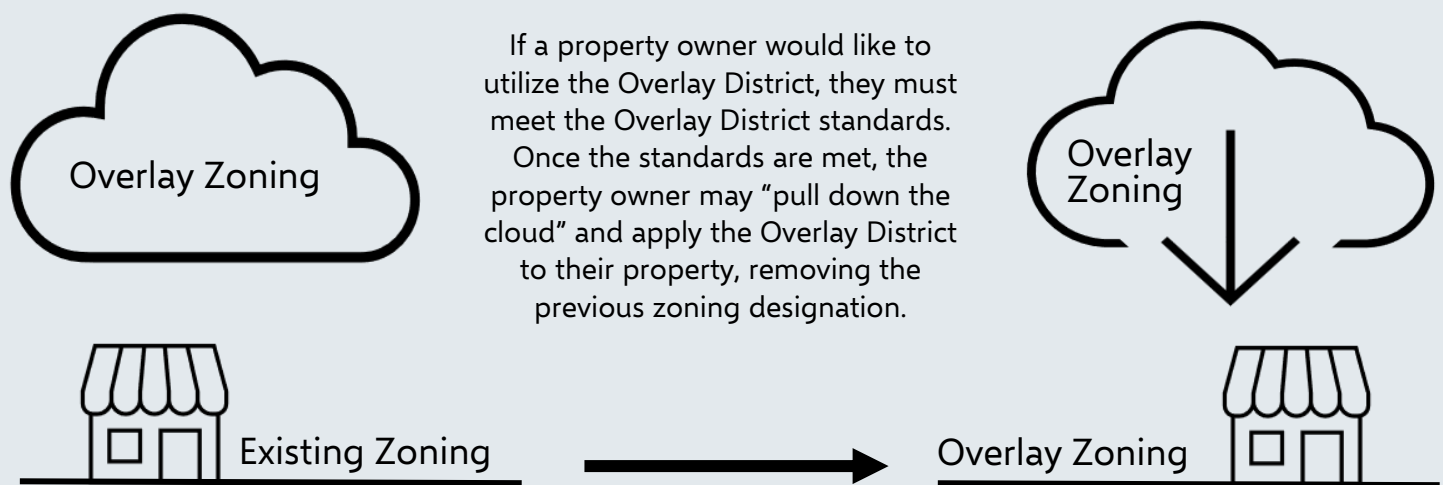 Overlay Zoning
If a property owner would like to
utilize the Overlay District, they must
meet the Overlay District standards.
Once the standards are met, the
property owner may “pull down the
cloud” and apply the Overlay District
to their property, removing the
previous zoning designation.
Overlay
Zoning
Existing Zoning
Overlay Zoning